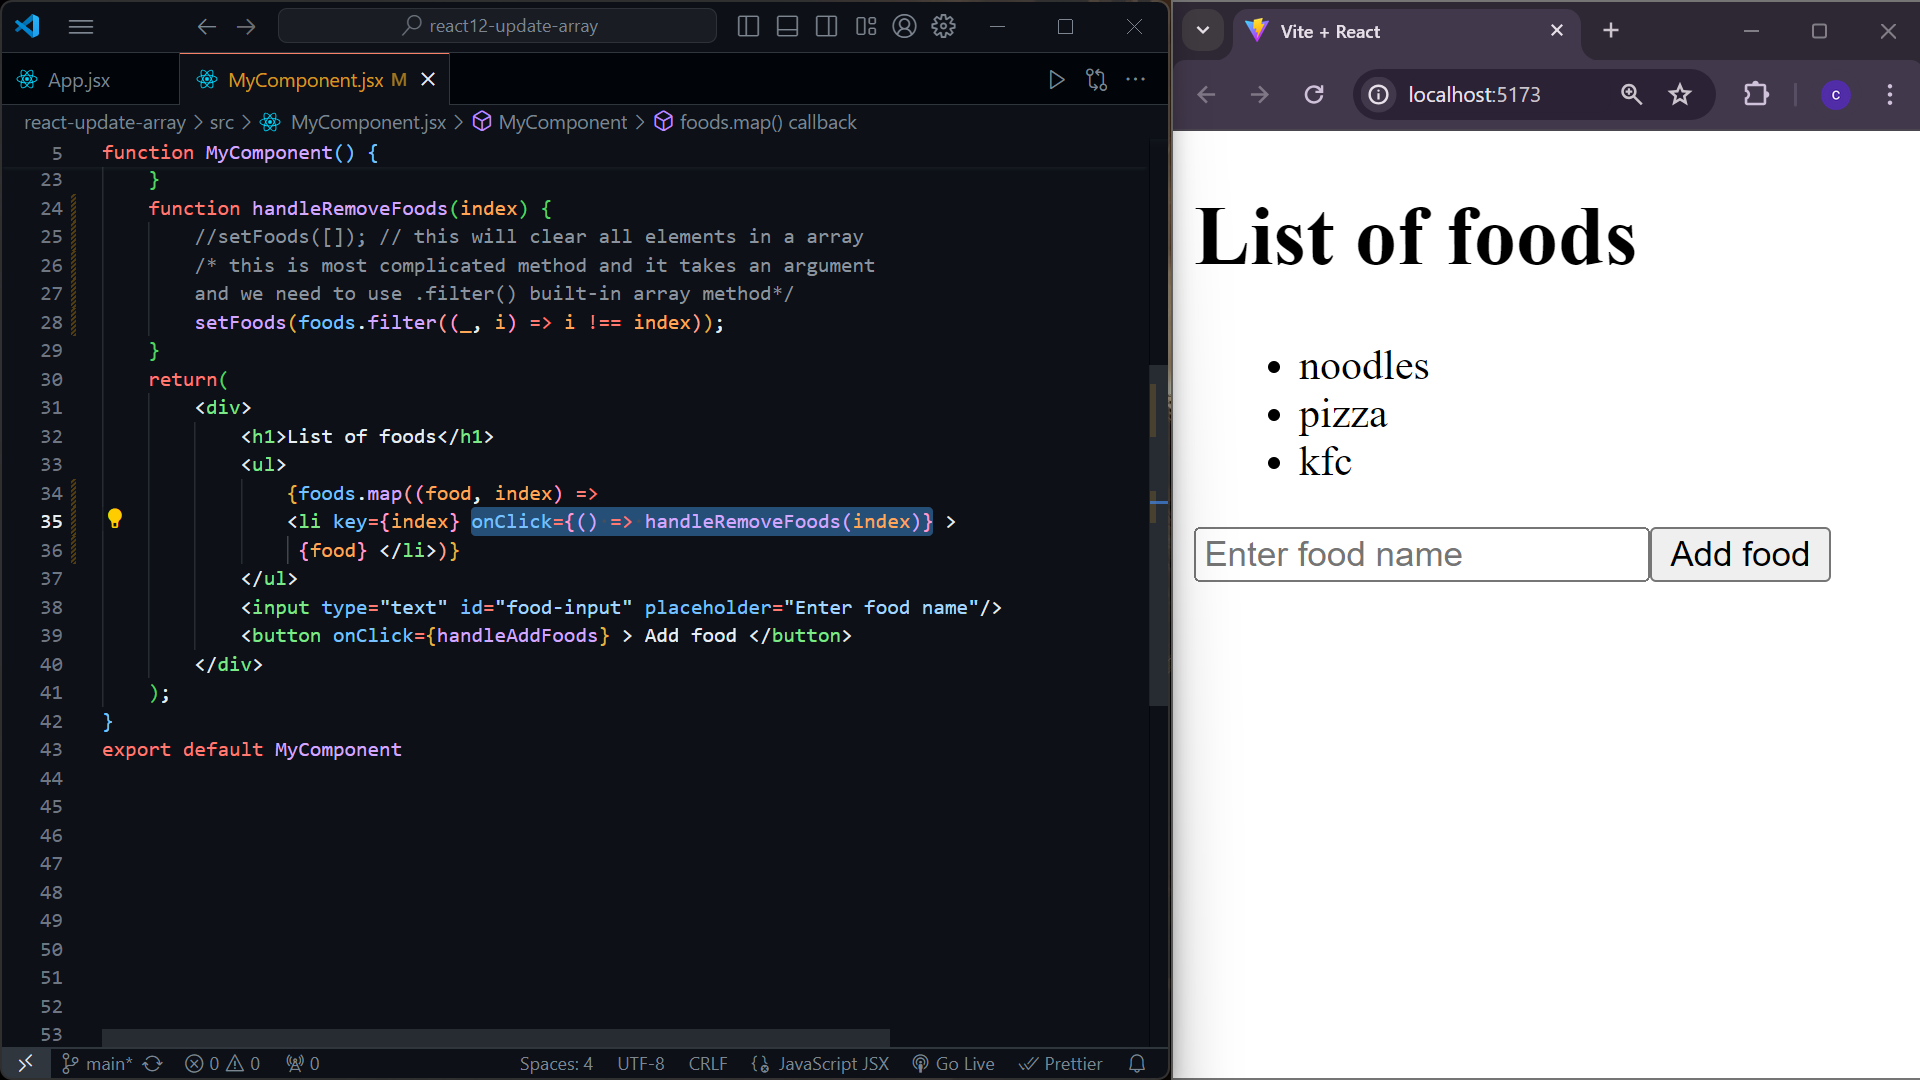 react12-update-array
App.jsx
MyComponent.jsx M
react-update-array > src > MyComponent.jsx > MyComponent > foods.map() callback
5 function MyComponent() {
23 }
24 function handleRemoveFoods(index) {
25 //setFoods([]); // this will clear all elements in a array
26 /* this is most complicated method and it takes an argument
27 and we need to use .filter() built-in array method*/
28 setFoods(foods.filter((_, i) => i !== index));
29 }
30 return(
31 <div>
32 <h1>List of foods</h1>
33 <ul>
34 {foods.map((food, index) =>
35 <li key={index} onClick={() => handleRemoveFoods(index)} >
36 {food} </li>)}
37 </ul>
38 <input type="text" id="food-input" placeholder="Enter food name"/>
39 <button onClick={handleAddFoods} > Add food </button>
40 </div>
41 );
42 }
43 export default MyComponent
44
45
46
47
48
49
50
51
52
53
main* 0 0 0 Spaces: 4 UTF-8 CRLF JavaScript JSX Go Live Prettier
Vite + React
localhost:5173
c
List of foods
• noodles
• pizza
• kfc
Enter food name
Add food